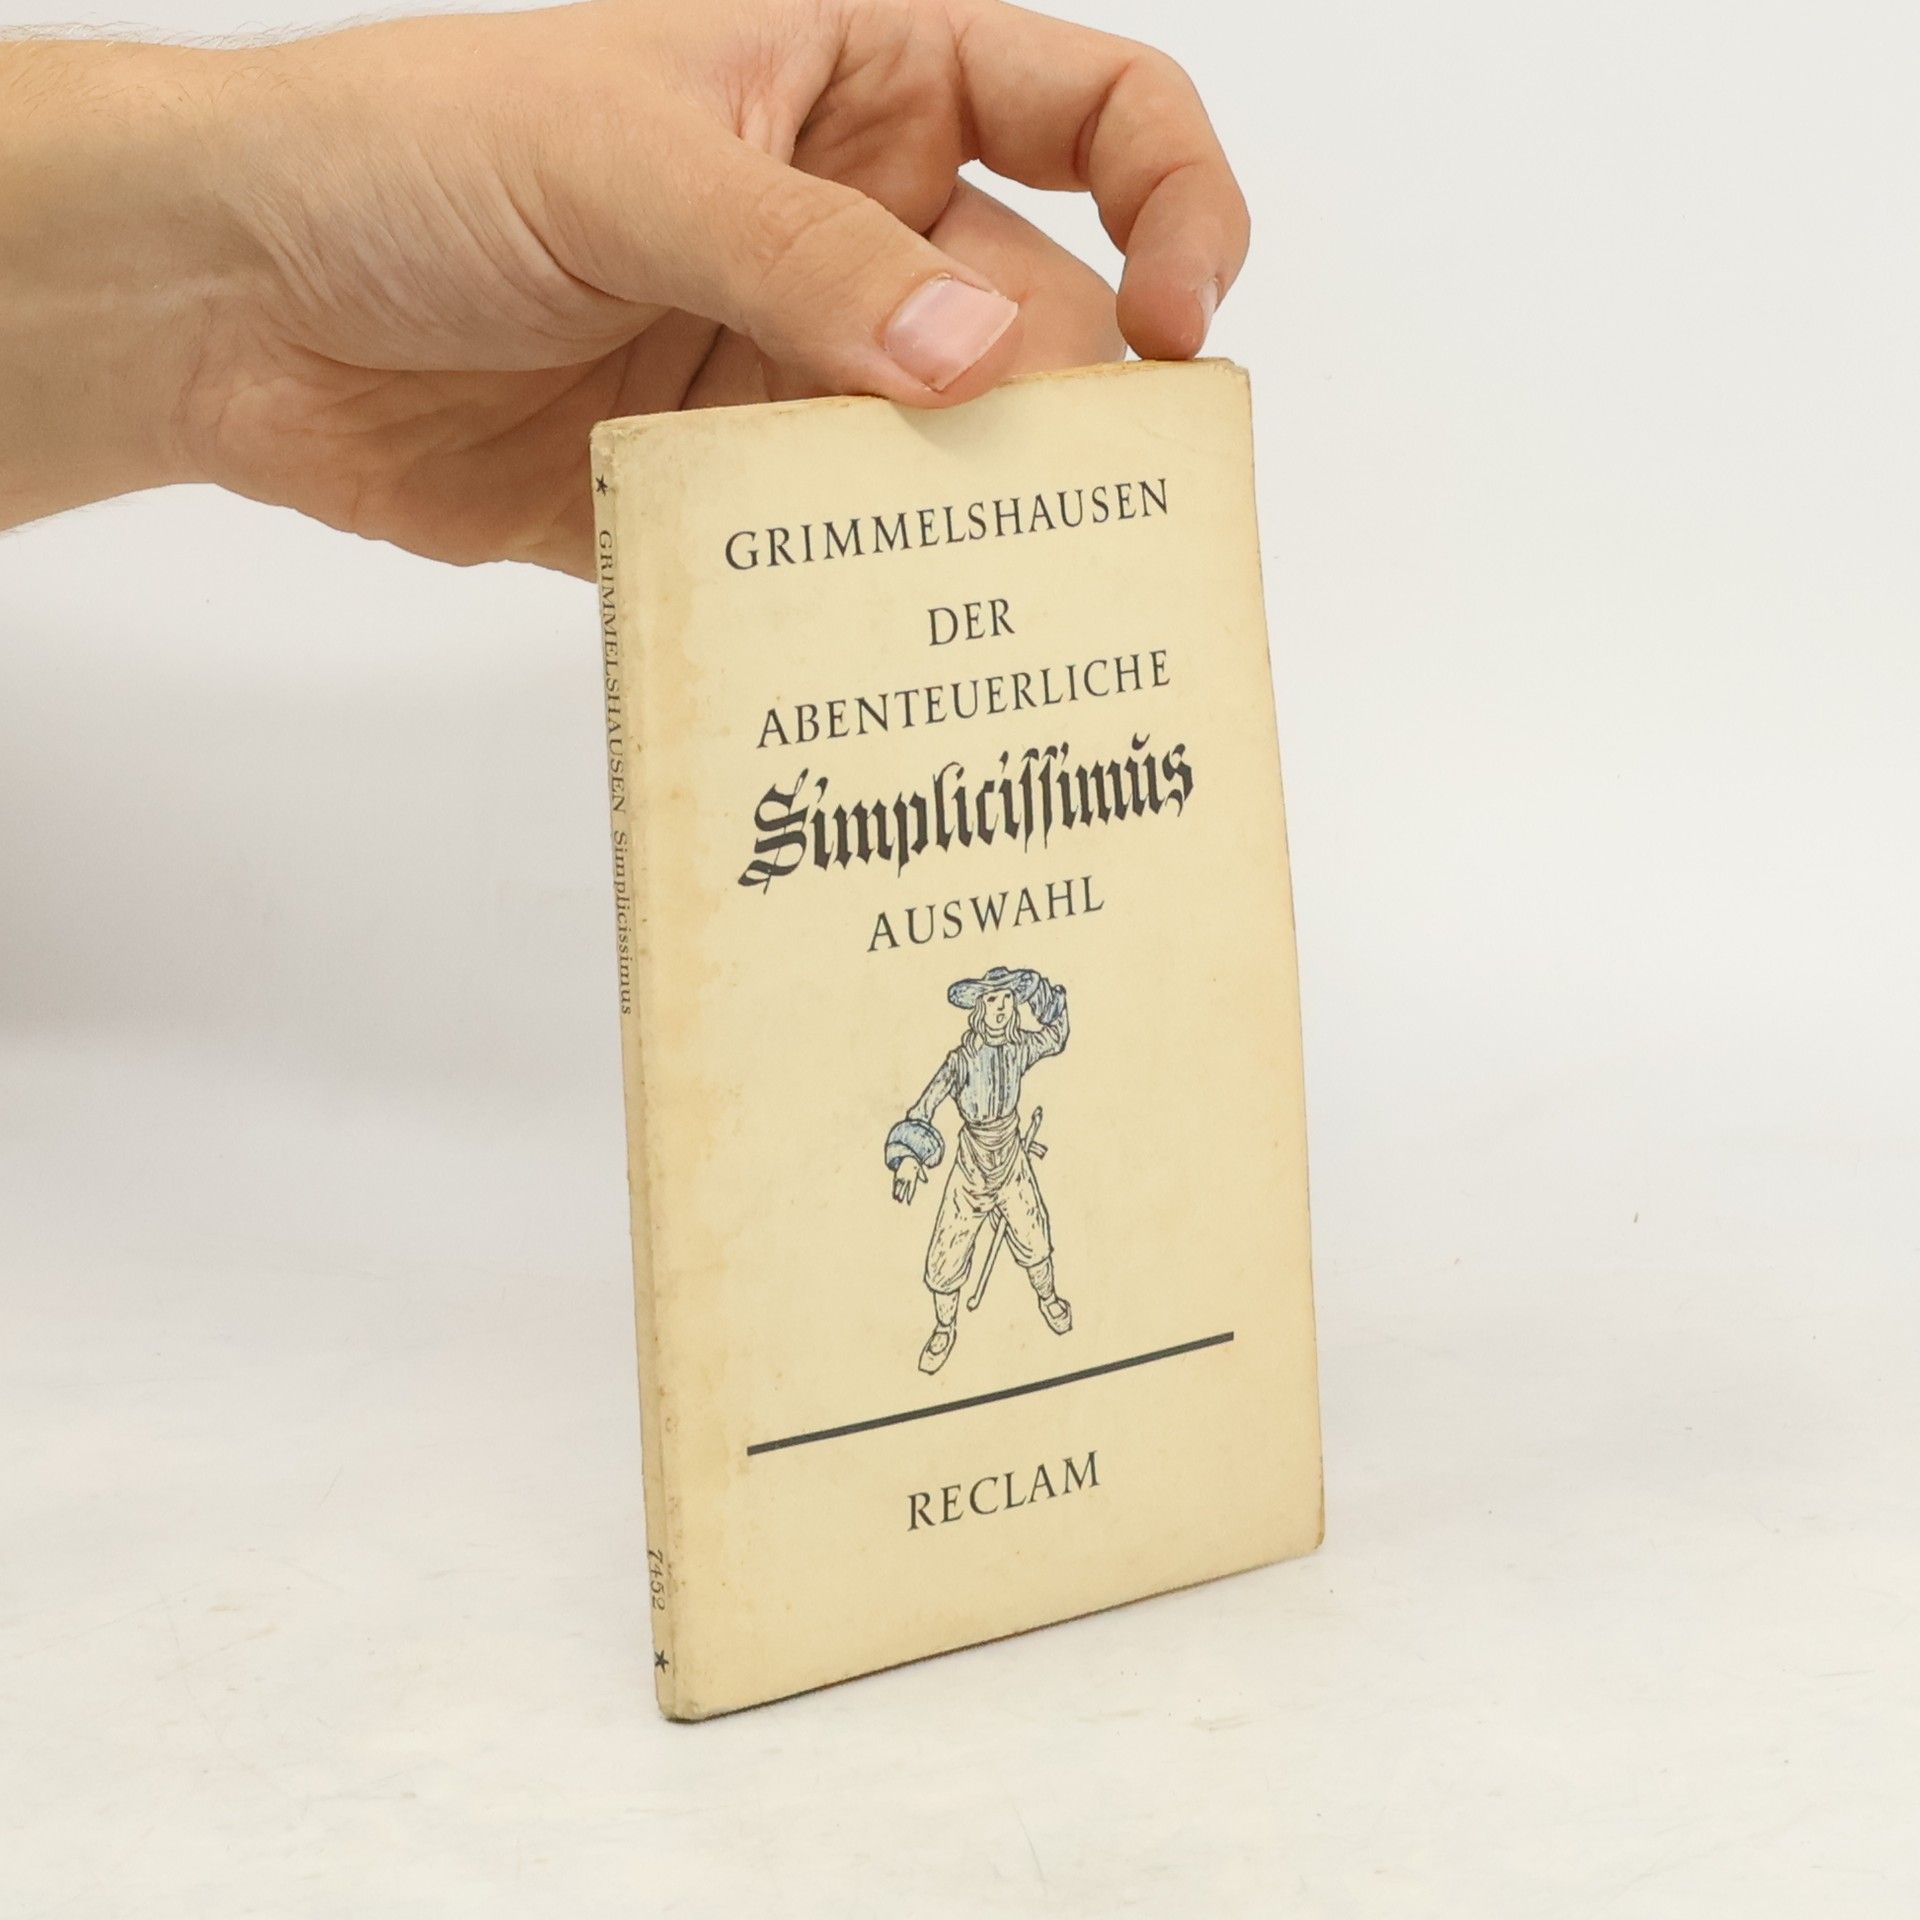 GRIMMELSHAUSEN
DER
ABENTEUERLICHE
Simpliciſſimus
AUSWAHL
RECLAM
★ GRIMMELSHAUSEN Simplicissimus 7452 ★